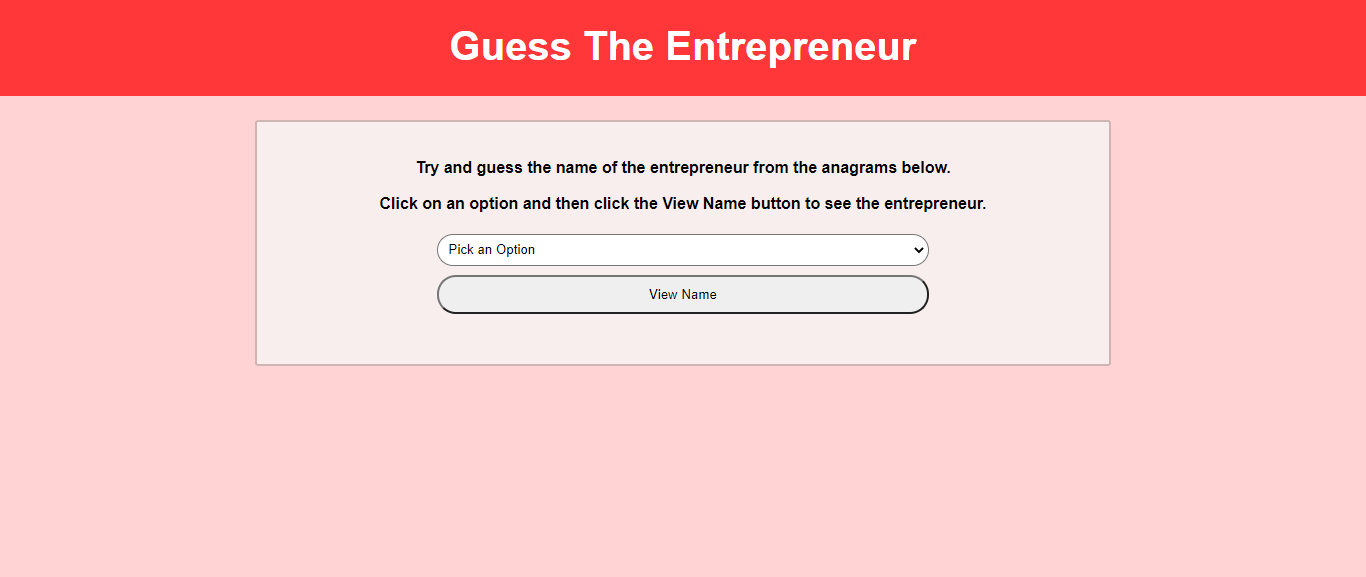 Guess The Entrepreneur
Try and guess the name of the entrepreneur from the anagrams below.
Click on an option and then click the View Name button to see the entrepreneur.
Pick an Option
View Name